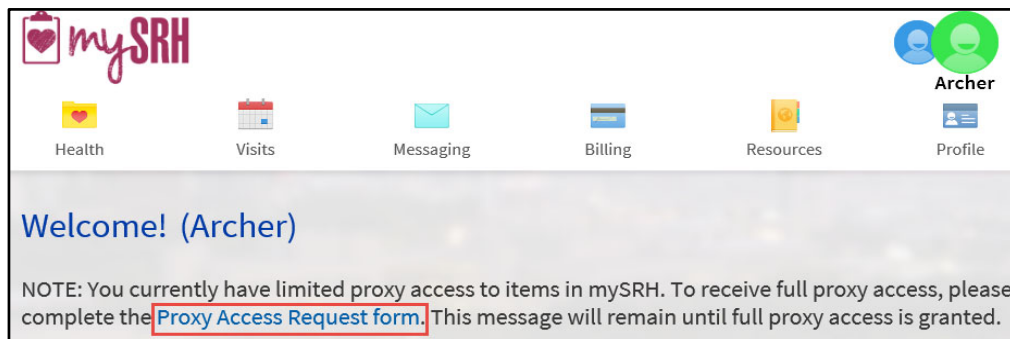 mySRH
Archer
Health Visits Messaging Billing Resources Profile
Welcome! (Archer)
NOTE: You currently have limited proxy access to items in mySRH. To receive full proxy access, please
complete the Proxy Access Request form. This message will remain until full proxy access is granted.